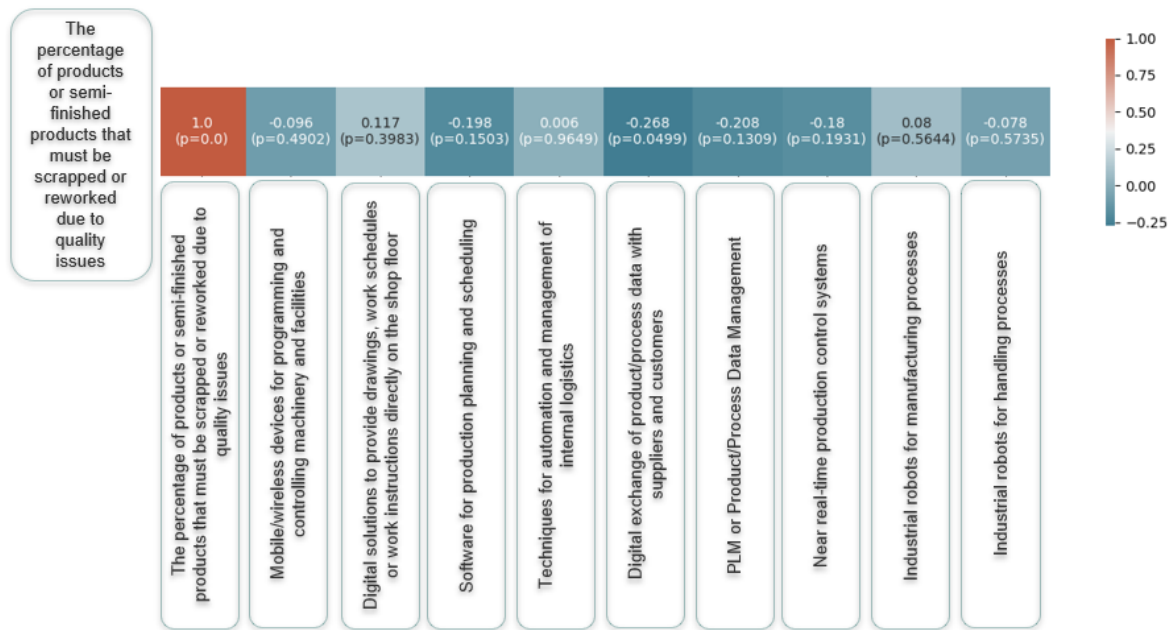 The
percentage
of products
or semi-
finished
products that
must be
scrapped or
reworked
due to
quality
issues
1.0
(p=0.0)
-0.096
(p=0.4902)
0.117
(p=0.3983)
-0.198
(p=0.1503)
0.006
(p=0.9649)
-0.268
(p=0.0499)
-0.208
(p=0.1309)
-0.18
(p=0.1931)
0.08
(p=0.5644)
-0.078
(p=0.5735)
1.00
0.75
0.50
0.25
0.00
−0.25
The percentage of products or semi-finished
products that must be scrapped or reworked due to
quality issues
Mobile/wireless devices for programming and
controlling machinery and facilities
Digital solutions to provide drawings, work schedules
or work instructions directly on the shop floor
Software for production planning and scheduling
Techniques for automation and management of
internal logistics
Digital exchange of product/process data with
suppliers and customers
PLM or Product/Process Data Management
Near real-time production control systems
Industrial robots for manufacturing processes
Industrial robots for handling processes